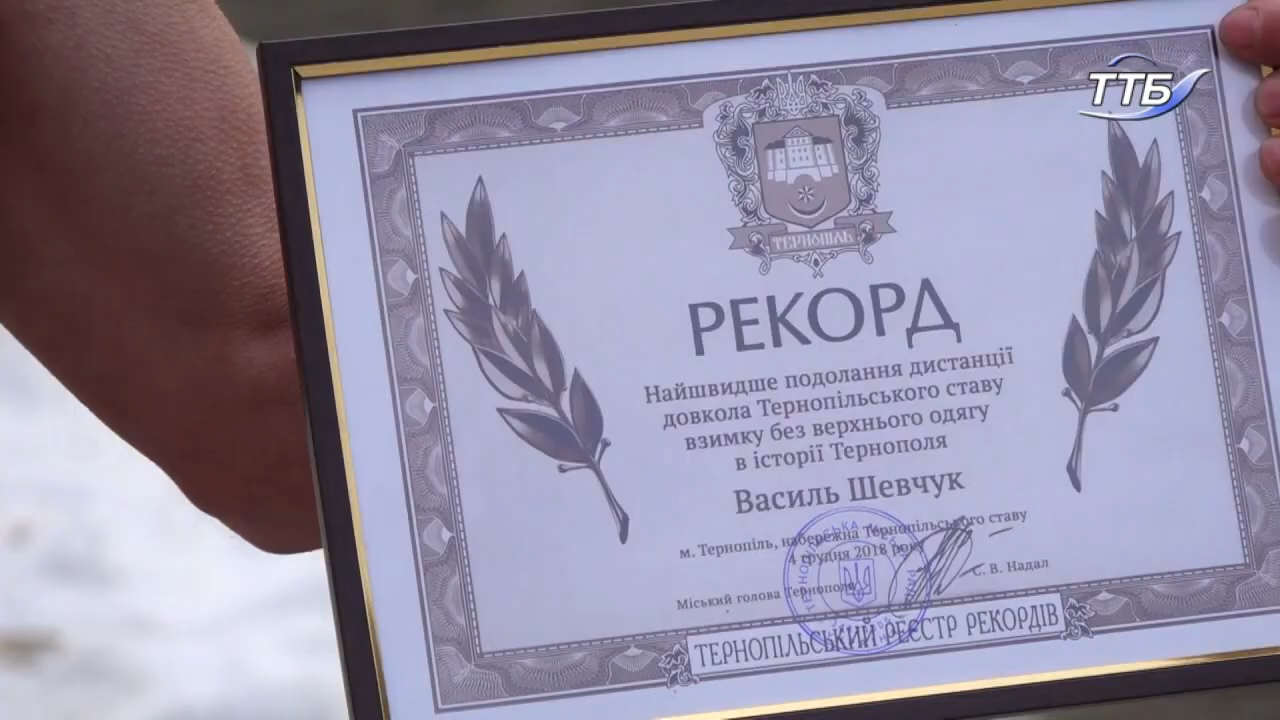 ТТБ
ТЕРНОПІЛЬ
РЕКОРД
Найшвидше подолання дистанції
довкола Тернопільського ставу
взимку без верхнього одягу
в історії Тернополя
Василь Шевчук
м. Тернопіль, набережна Тернопільського ставу
4 грудня 2018 року
С. В. Надал
Міський голова Тернополя
ТЕРНОПІЛЬСЬКИЙ РЕЄСТР РЕКОРДІВ